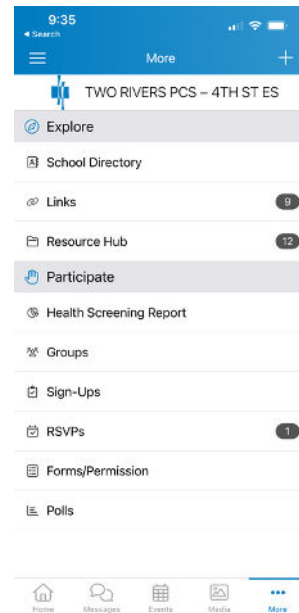 9:35
Search
More
TWO RIVERS PCS – 4TH ST ES
Explore
School Directory
Links 9
Resource Hub 12
Participate
Health Screening Report
Groups
Sign-Ups
RSVPs 1
Forms/Permission
Polls
Home Messages Events Media More